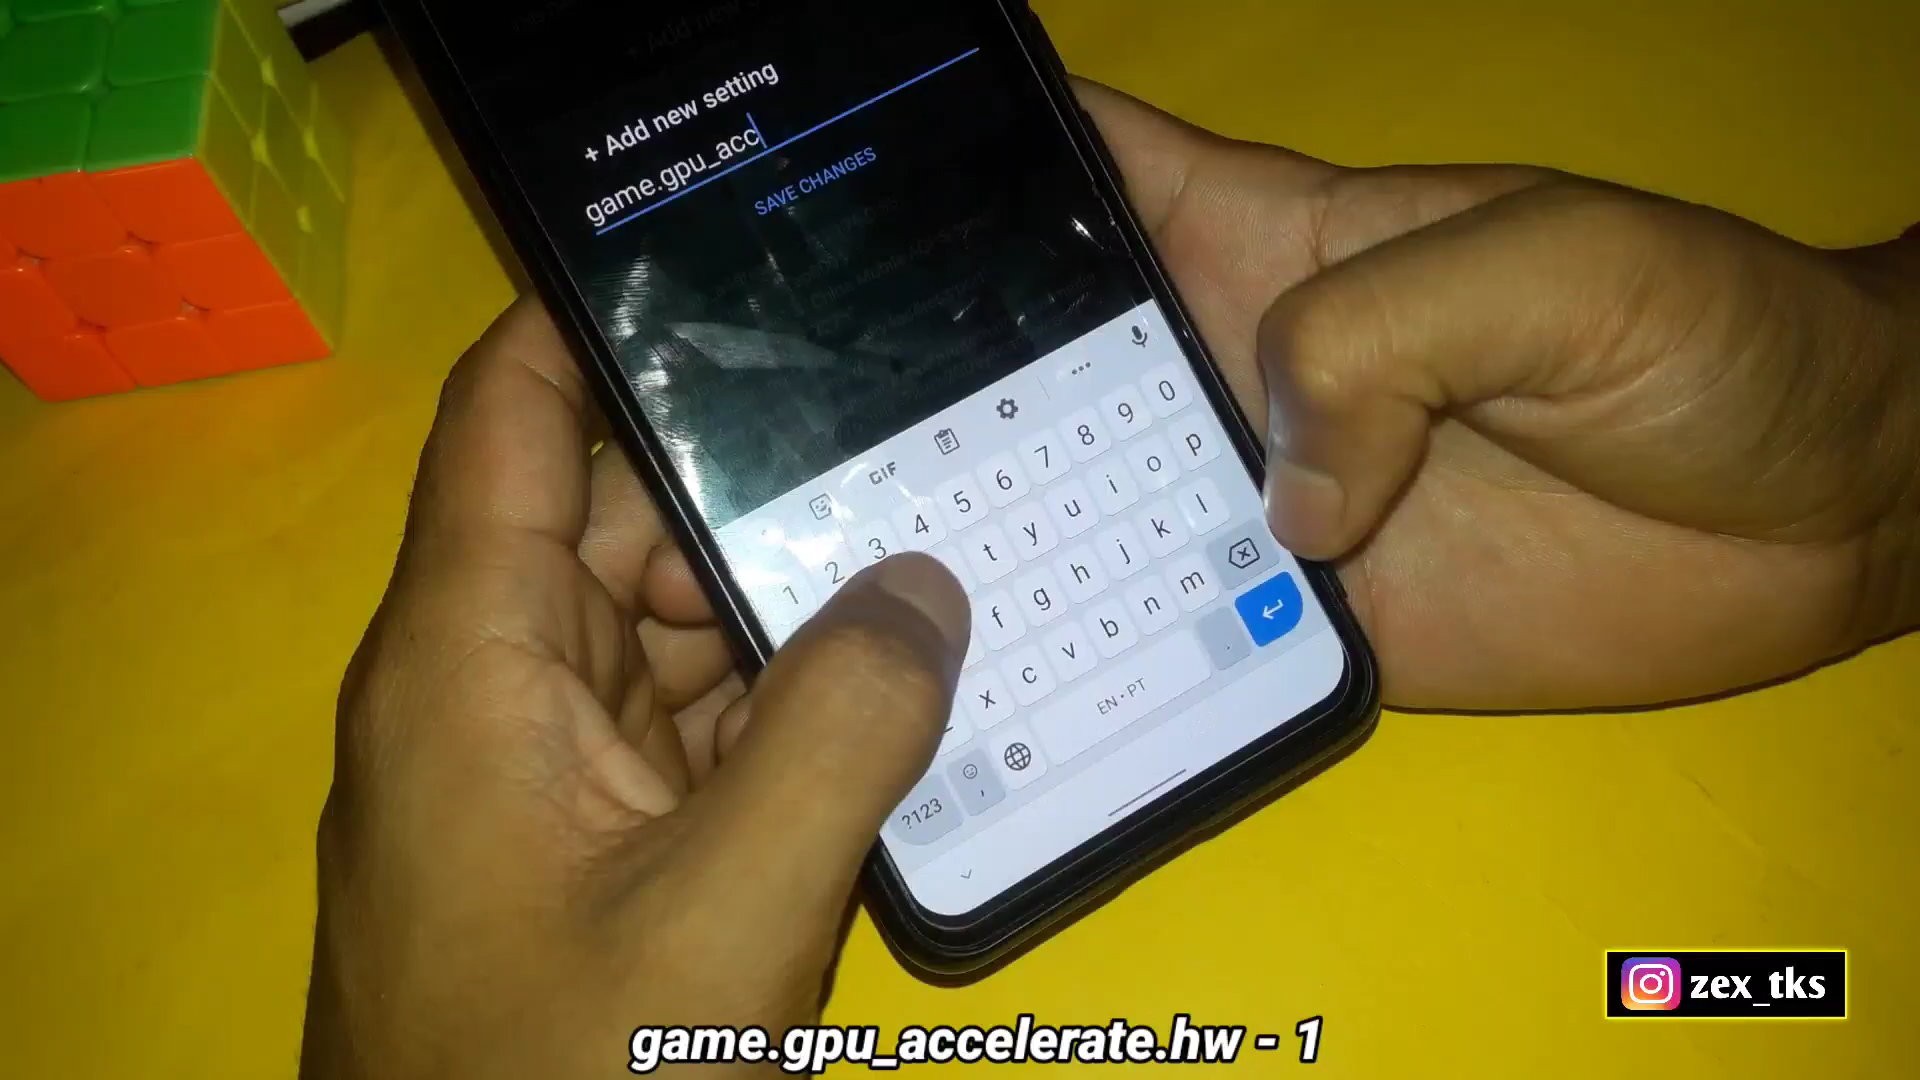 + Add new setting
game.gpu_acc
SAVE CHANGES
GIF
1 2 3 4 5 6 7 8 9 0
t y u i o p
f g h j k l
x c v b n m
?123 , EN • PT .
zex_tks
game.gpu_accelerate.hw - 1